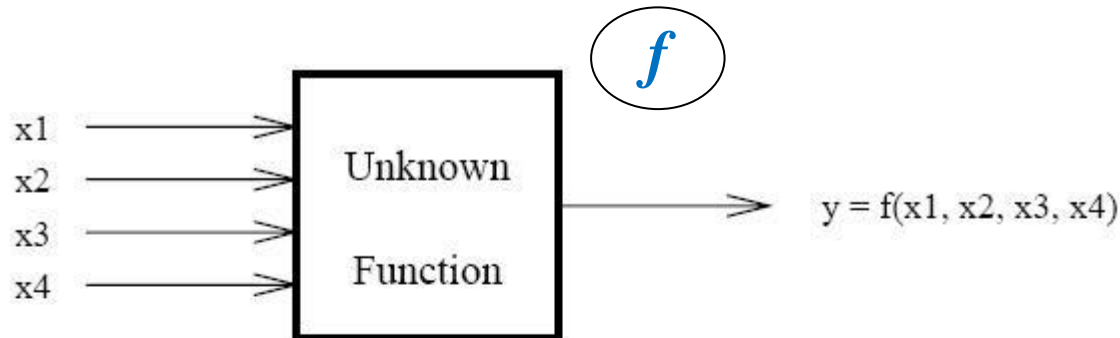 f
x1
x2
x3
x4
Unknown
Function
y = f(x1, x2, x3, x4)